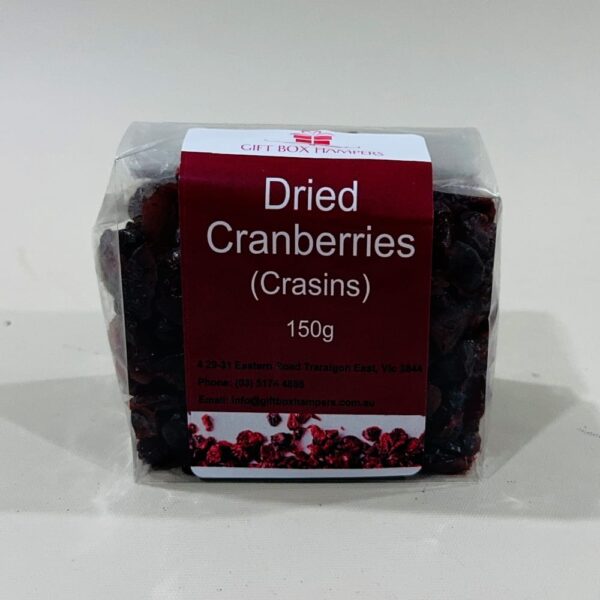 GIFT BOX HAMPERS
Dried
Cranberries
(Crasins)
150g
4 29-31 Eastern Road Traralgon East, Vic 3844
Phone: (03) 5174 4888
Email: info@giftboxhampers.com.au